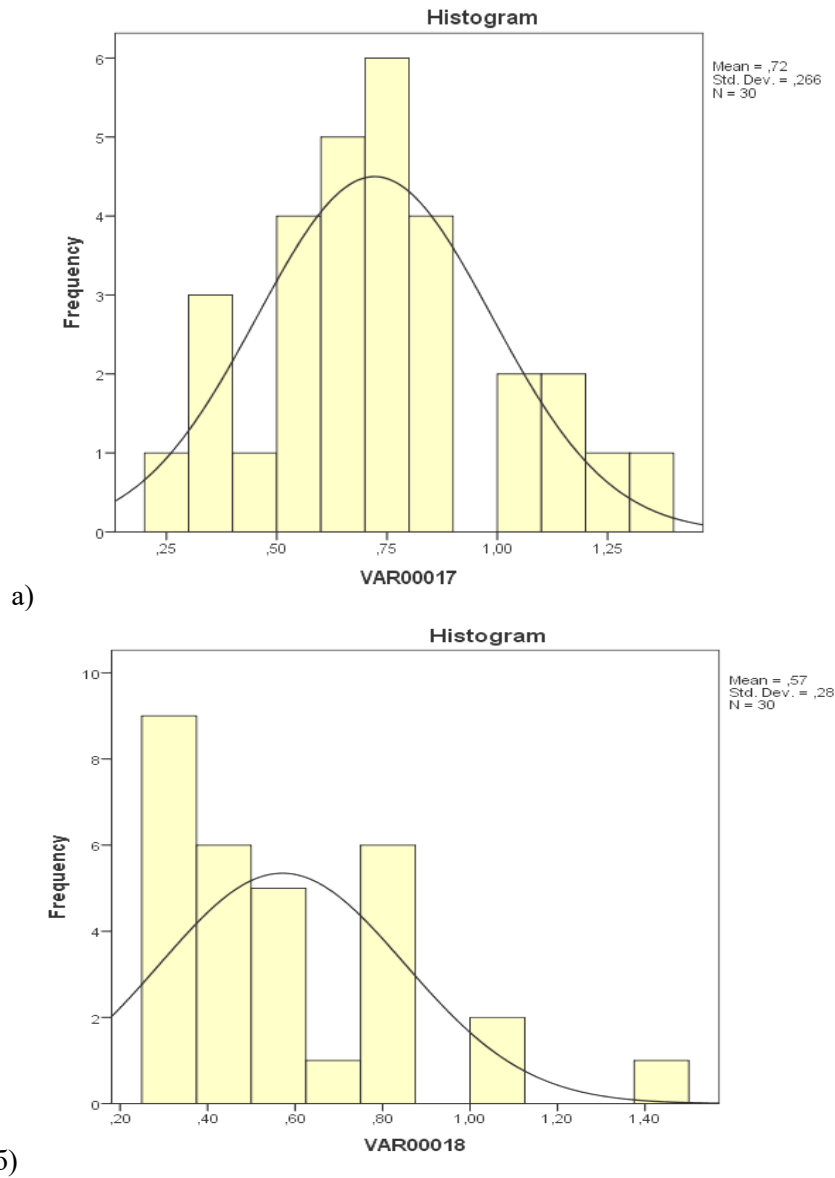 Histogram
Mean = ,72
Std. Dev. = ,266
N = 30
6
5
4
3
2
1
0
Frequency
,25 ,50 ,75 1,00 1,25
VAR00017
а)
Histogram
Mean = ,57
Std. Dev. = ,28
N = 30
10
8
6
4
2
0
Frequency
,20 ,40 ,60 ,80 1,00 1,20 1,40
VAR00018
б)